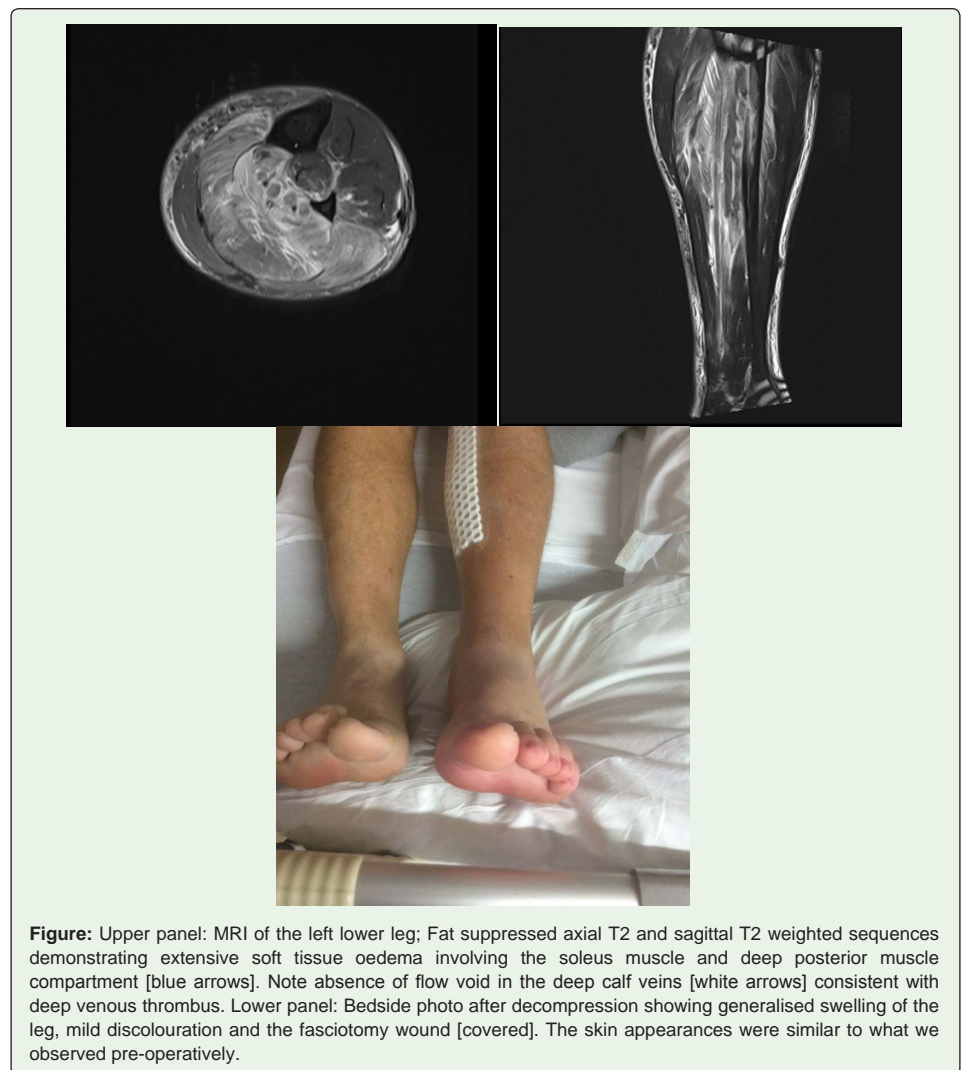 Figure: Upper panel: MRI of the left lower leg; Fat suppressed axial T2 and sagittal T2 weighted sequences
demonstrating extensive soft tissue oedema involving the soleus muscle and deep posterior muscle
compartment [blue arrows]. Note absence of flow void in the deep calf veins [white arrows] consistent with
deep venous thrombus. Lower panel: Bedside photo after decompression showing generalised swelling of the
leg, mild discolouration and the fasciotomy wound [covered]. The skin appearances were similar to what we
observed pre-operatively.